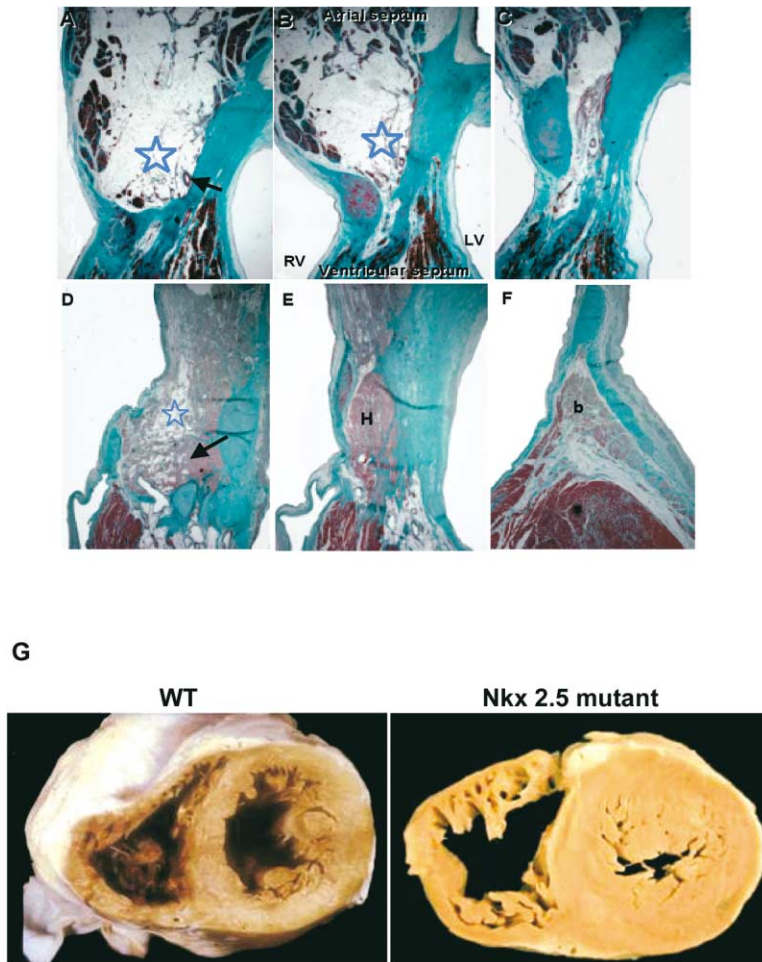 A
B
Atrial septum
C
RV
LV
Ventricular septum
D
E
F
H
b
G
WT
Nkx 2.5 mutant